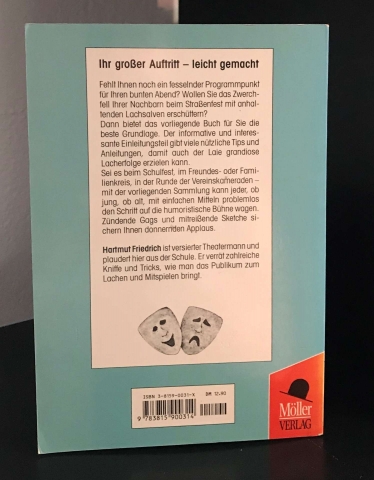 Ihr großer Auftritt – leicht gemacht
Fehlt Ihnen noch ein fesselnder Programmpunkt
für Ihren bunten Abend? Wollen Sie das Zwerch-
fell Ihrer Nachbarn beim Straßenfest mit anhal-
tenden Lachsalven erschüttern?
Dann bietet das vorliegende Buch für Sie die
beste Grundlage. Der informative und interes-
sante Einleitungsteil gibt viele nützliche Tips und
Anleitungen, damit auch der Laie grandiose
Lacherfolge erzielen kann.
Sei es beim Schulfest, im Freundes- oder Fami-
lienkreis, in der Runde der Vereinskameraden –
mit der vorliegenden Sammlung kann jeder, ob
jung, ob alt, mit einfachen Mitteln problemlos
den Schritt auf die humoristische Bühne wagen.
Zündende Gags und mitreißende Sketche si-
chern Ihnen donnernden Applaus.
Hartmut Friedrich ist versierter Theatermann und
plaudert hier aus der Schule. Er verrät zahlreiche
Kniffe und Tricks, wie man das Publikum zum
Lachen und Mitspielen bringt.
ISBN 3-8159-0031-X DM 12,80
9 783815 900314
Möller
VERLAG